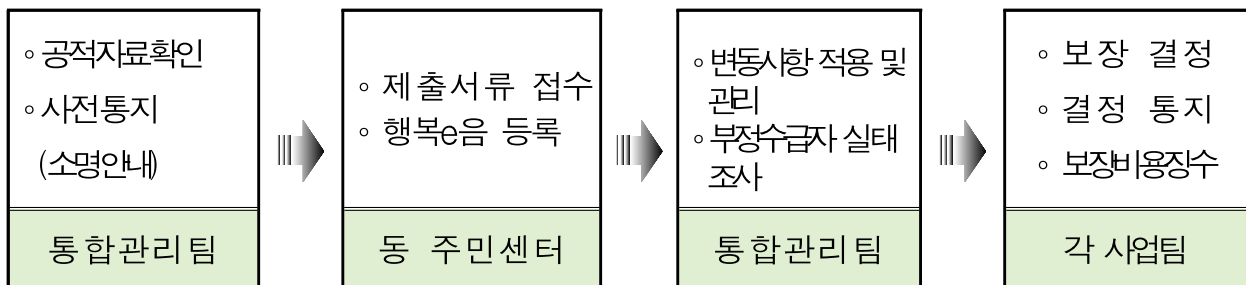 ◦ 공적자료확인
◦ 사전통지
(소명안내)
통합관리팀
◦ 제출서류 접수
◦ 행복e음 등록
동 주민센터
◦ 변동사항 적용 및
관리
◦ 부정수급자 실태
조사
통합관리팀
◦ 보장 결정
◦ 결정 통지
◦ 보장비용징수
각 사업팀